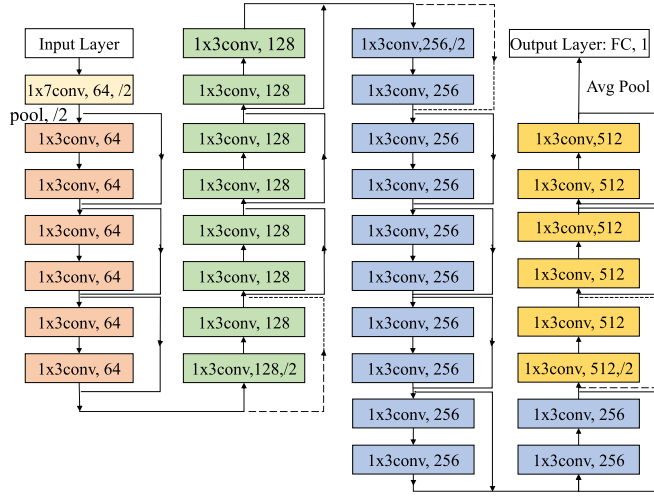 Input Layer
1x7conv, 64, /2
pool, /2
1x3conv, 64
1x3conv, 64
1x3conv, 64
1x3conv, 64
1x3conv, 64
1x3conv, 64
1x3conv, 128
1x3conv, 128
1x3conv, 128
1x3conv, 128
1x3conv, 128
1x3conv, 128
1x3conv, 128
1x3conv,128,/2
1x3conv,256,/2
1x3conv, 256
1x3conv, 256
1x3conv, 256
1x3conv, 256
1x3conv, 256
1x3conv, 256
1x3conv, 256
1x3conv, 256
1x3conv, 256
Output Layer: FC, 1
Avg Pool
1x3conv,512
1x3conv, 512
1x3conv,512
1x3conv, 512
1x3conv, 512
1x3conv, 512,/2
1x3conv, 256
1x3conv, 256